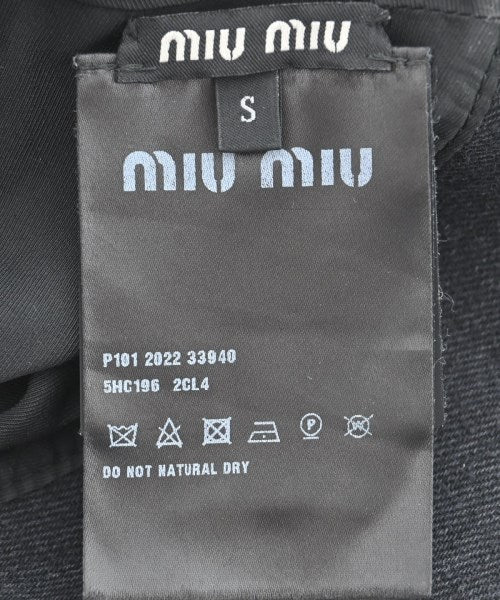 MIU MIU
S
MIU MIU
P101 2022 33940
5HC196 2CL4
P W
DO NOT NATURAL DRY